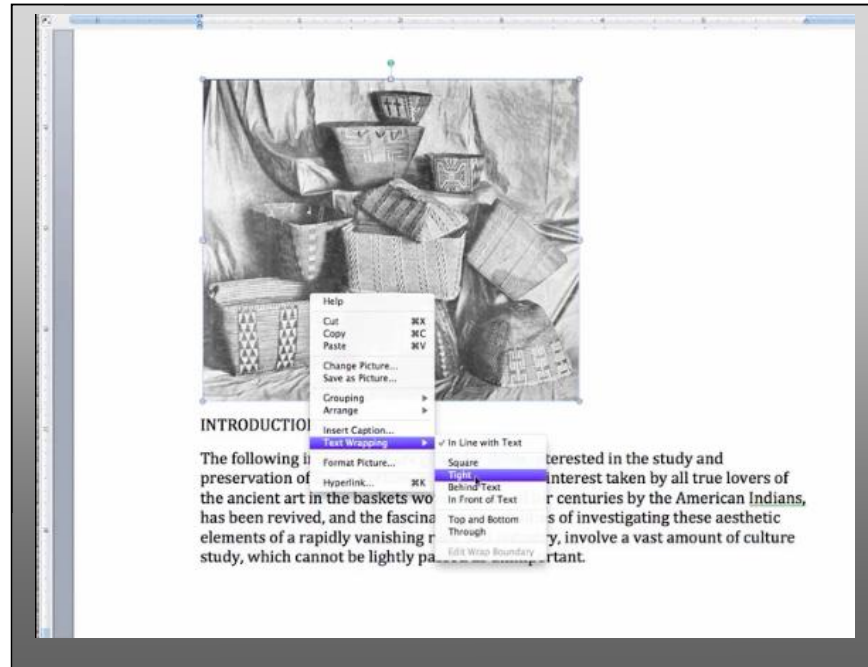 Help
Cut ⌘X
Copy ⌘C
Paste ⌘V
Change Picture...
Save as Picture...
Grouping
Arrange
Insert Caption...
Text Wrapping
Format Picture...
Hyperlink... ⌘K
✓ In Line with Text
Square
Tight
Behind Text
In Front of Text
Top and Bottom
Through
Edit Wrap Boundary
INTRODUCTION
The following in terested in the study and
preservation of interest taken by all true lovers of
the ancient art in the baskets wo r centuries by the American Indians,
has been revived, and the fascina s of investigating these aesthetic
elements of a rapidly vanishing r y, involve a vast amount of culture
study, which cannot be lightly pa rtant.